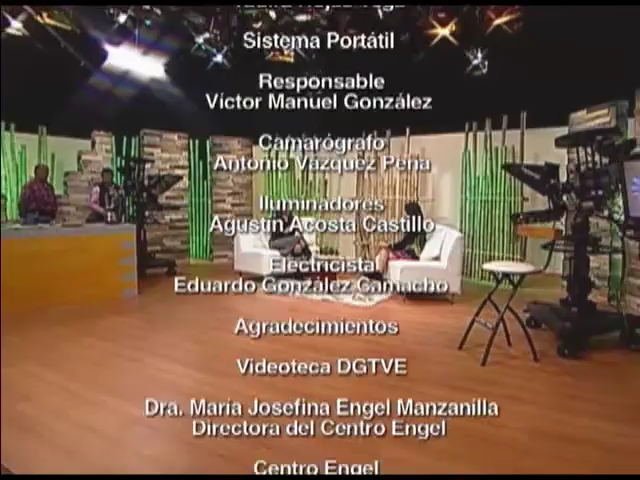 Sistema Portátil
Responsable
Víctor Manuel González
Camarógrafo
Antonio Vázquez Peña
Iluminadores
Agustín Acosta Castillo
Electricista
Eduardo González Camacho
Agradecimientos
Videoteca DGTVE
Dra. María Josefina Engel Manzanilla
Directora del Centro Engel
Centro Engel